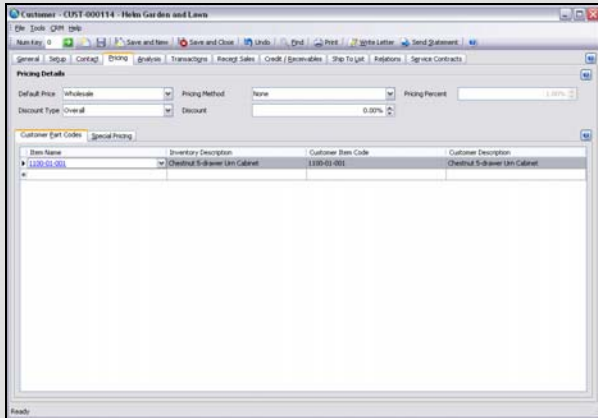 Customer - CUST-000114 - Helm Garden and Lawn
File Tools CRM Help
Num Key 0 Save and New Save and Close Undo Find Print Write Letter Send Statement
General Setup Contact Pricing Analysis Transactions Recent Sales Credit / Receivables Ship To List Relations Service Contracts
Pricing Details
Default Price Wholesale Pricing Method None Pricing Percent 1.00%
Discount Type Overall Discount 0.00%
Customer Part Codes Special Pricing
Item Name Inventory Description Customer Item Code Customer Description
1100-01-001 Chestnut 5-drawer Urn Cabinet 1100-01-001 Chestnut 5-drawer Urn Cabinet
Ready